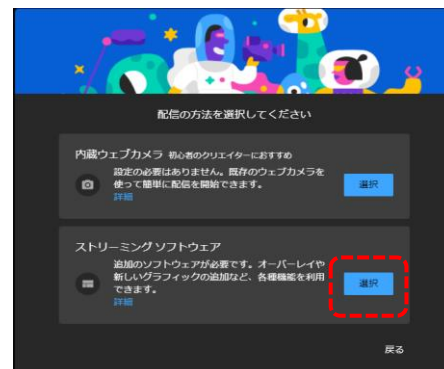 配信の方法を選択してください
内蔵ウェブカメラ 初心者のクリエイターにおすすめ
設定の必要はありません。既存のウェブカメラを
使って簡単に配信を開始できます。
詳細
選択
ストリーミングソフトウェア
追加のソフトウェアが必要です。オーバーレイや
新しいグラフィックの追加など、各種機能を利用
できます。
詳細
選択
戻る